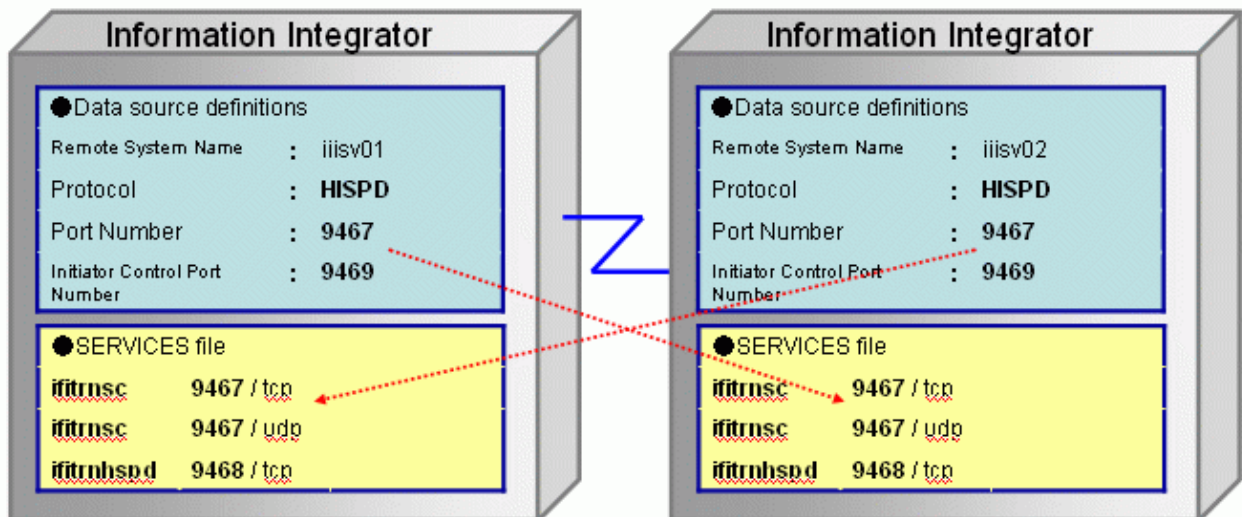 Information Integrator
●Data source definitions
Remote System Name : iiisv01
Protocol : HISPD
Port Number : 9467
Initiator Control Port
Number : 9469
●SERVICES file
ifitrnsc 9467 / tcp
ifitrnsc 9467 / udp
ifitrnhspd 9468 / tcp
Information Integrator
●Data source definitions
Remote System Name : iiisv02
Protocol : HISPD
Port Number : 9467
Initiator Control Port
Number : 9469
●SERVICES file
ifitrnsc 9467 / tcp
ifitrnsc 9467 / udp
ifitrnhspd 9468 / tcp